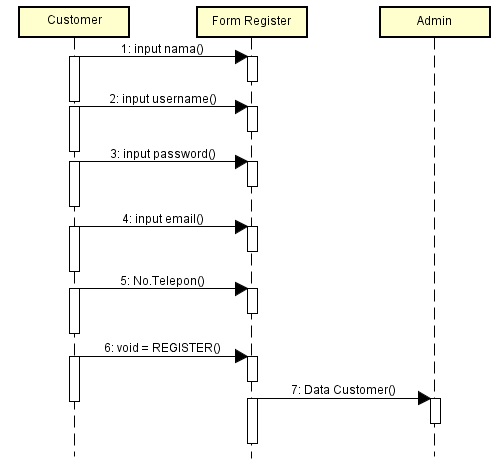 Customer
Form Register
Admin
1: input nama()
2: input username()
3: input password()
4: input email()
5: No.Telepon()
6: void = REGISTER()
7: Data Customer()